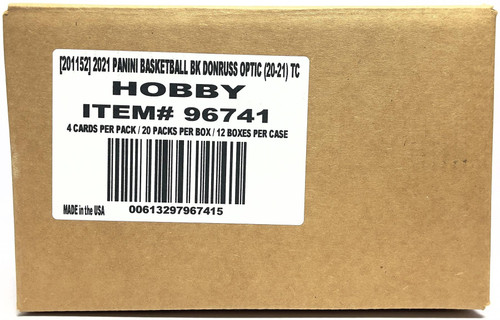 [201152] 2021 PANINI BASKETBALL BK DONRUSS OPTIC (20-21) TC
HOBBY
ITEM# 96741
4 CARDS PER PACK / 20 PACKS PER BOX / 12 BOXES PER CASE
MADE in the USA
00613297967415